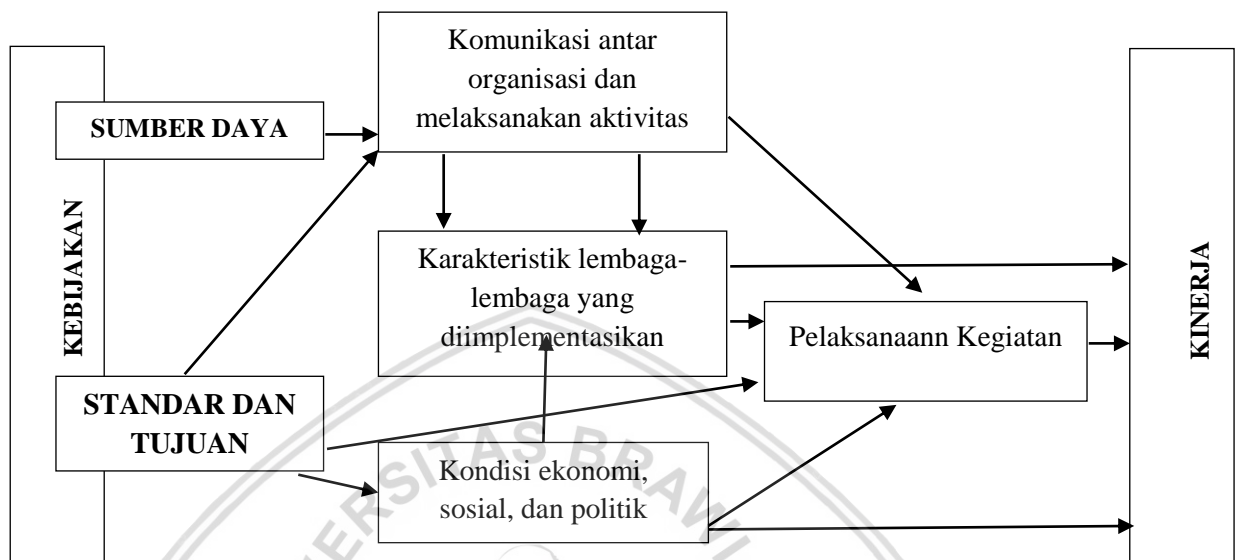 Komunikasi antar
organisasi dan
melaksanakan aktivitas
SUMBER DAYA
KEBIJAKAN
Karakteristik lembaga-
lembaga yang
diimplementasikan
Pelaksanaann Kegiatan
KINERJA
STANDAR DAN
TUJUAN
Kondisi ekonomi,
sosial, dan politik